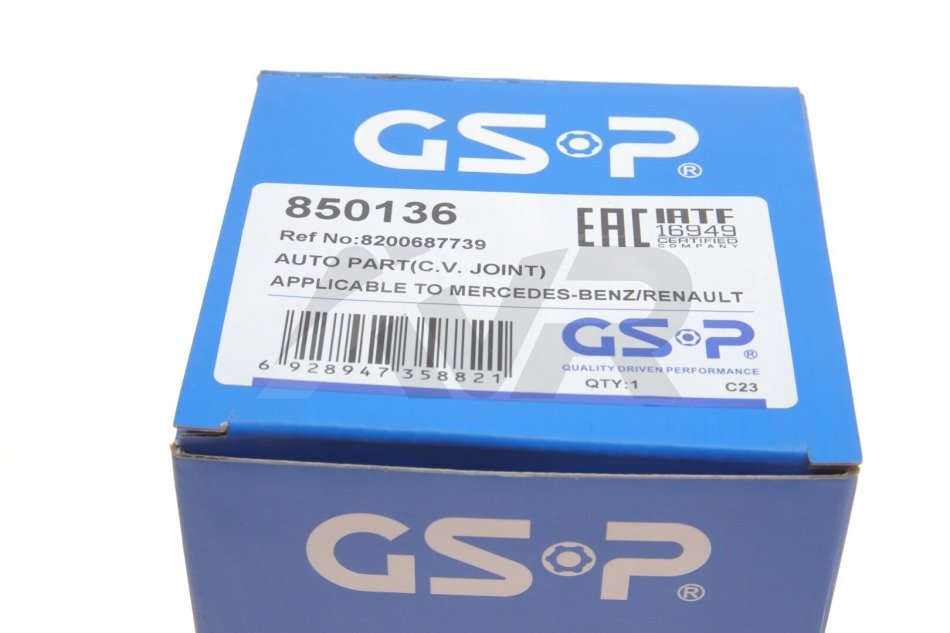 GS·P®
850136
Ref No:8200687739
AUTO PART(C.V. JOINT)
APPLICABLE TO MERCEDES-BENZ/RENAULT
EAC IATF
16949
CERTIFIED
COMPANY
6 928947 358821
GS·P®
QUALITY DRIVEN PERFORMANCE
QTY:1 C23
GS·P®